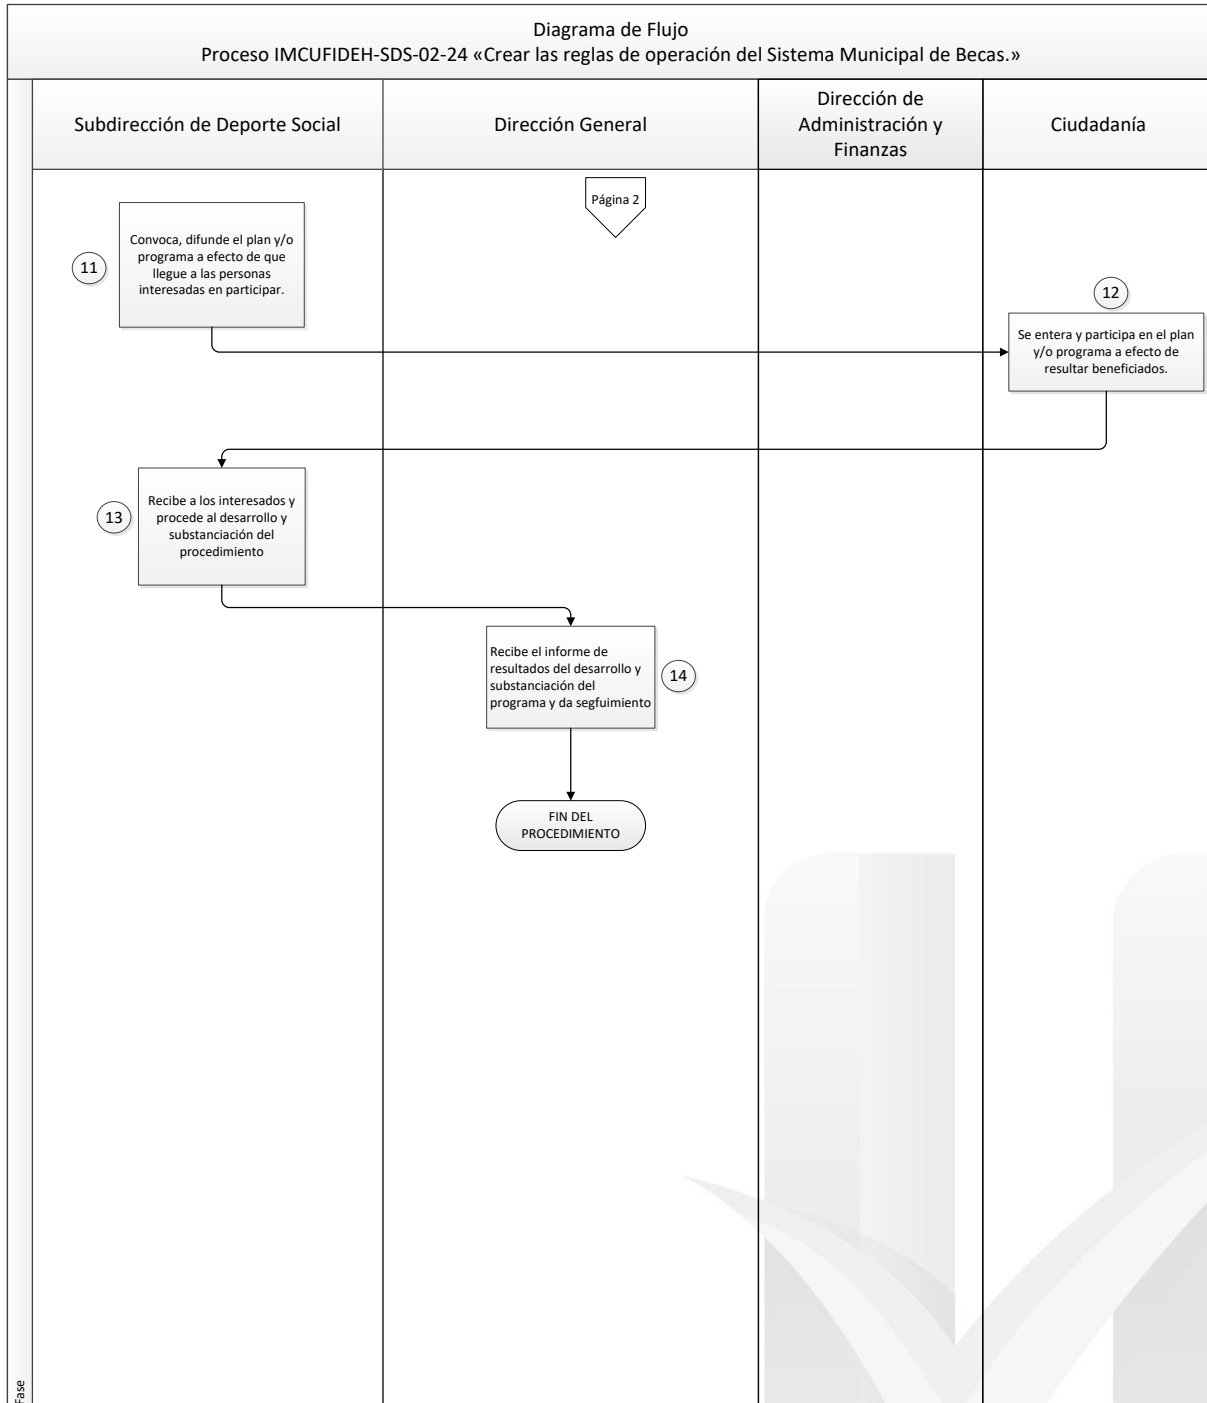 Diagrama de Flujo
Proceso IMCUFIDEH-SDS-02-24 «Crear las reglas de operación del Sistema Municipal de Becas.»
Subdirección de Deporte Social
Dirección General
Dirección de
Administración y
Finanzas
Ciudadanía
Página 2
11
Convoca, difunde el plan y/o
programa a efecto de que
llegue a las personas
interesadas en participar.
12
Se entera y participa en el plan
y/o programa a efecto de
resultar beneficiados.
13
Recibe a los interesados y
procede al desarrollo y
substanciación del
procedimiento
Recibe el informe de
resultados del desarrollo y
substanciación del
programa y da segfuimiento
14
FIN DEL
PROCEDIMIENTO
Fase